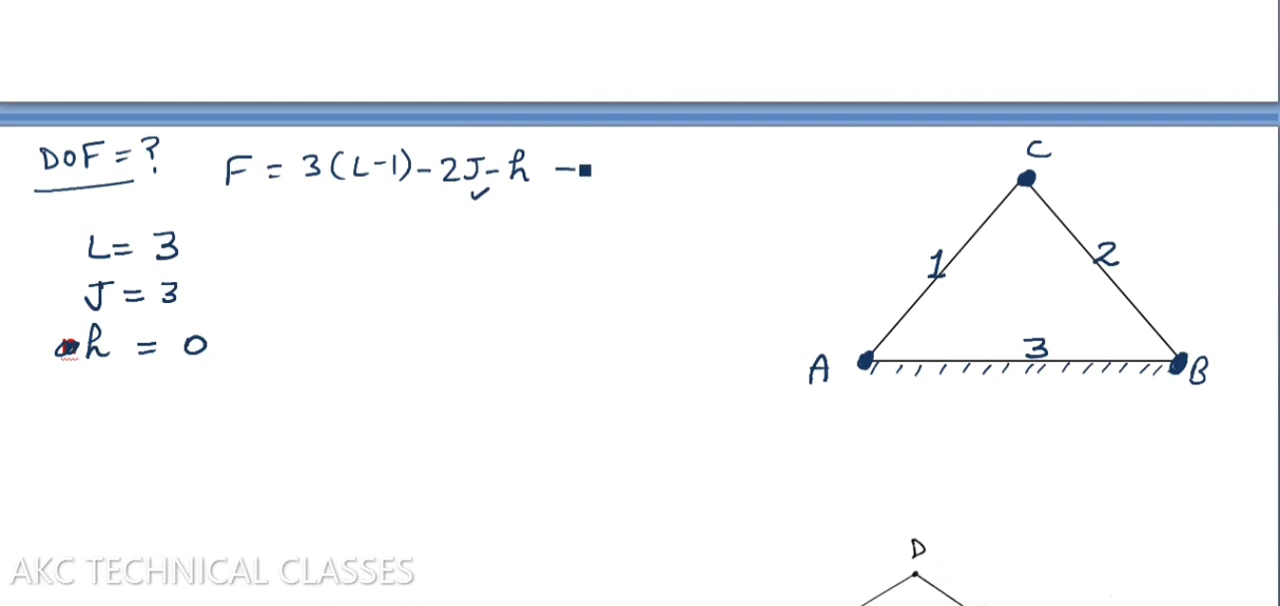 DOF = ? F = 3(L-1) - 2J - h -
L = 3
J = 3
h = 0
C
1
2
3
A
B
D
AKC TECHNICAL CLASSES